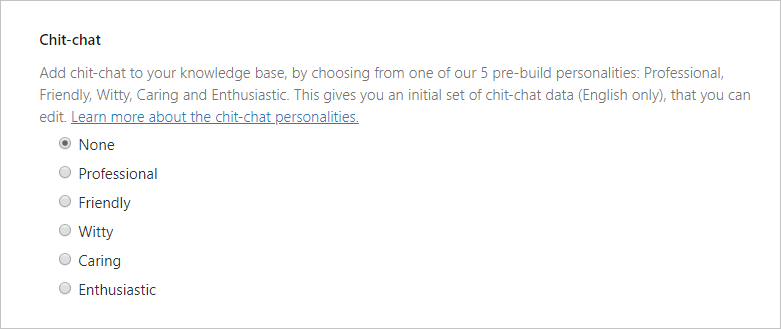 Chit-chat
Add chit-chat to your knowledge base, by choosing from one of our 5 pre-build personalities: Professional,
Friendly, Witty, Caring and Enthusiastic. This gives you an initial set of chit-chat data (English only), that you can
edit. Learn more about the chit-chat personalities.
None
Professional
Friendly
Witty
Caring
Enthusiastic